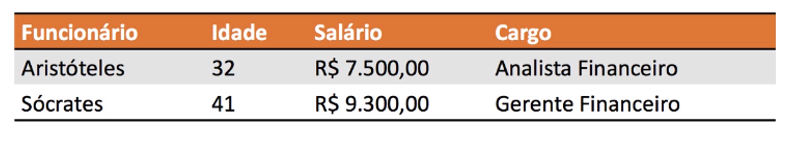 Funcionário Idade Salário Cargo
Aristóteles 32 R$ 7.500,00 Analista Financeiro
Sócrates 41 R$ 9.300,00 Gerente Financeiro